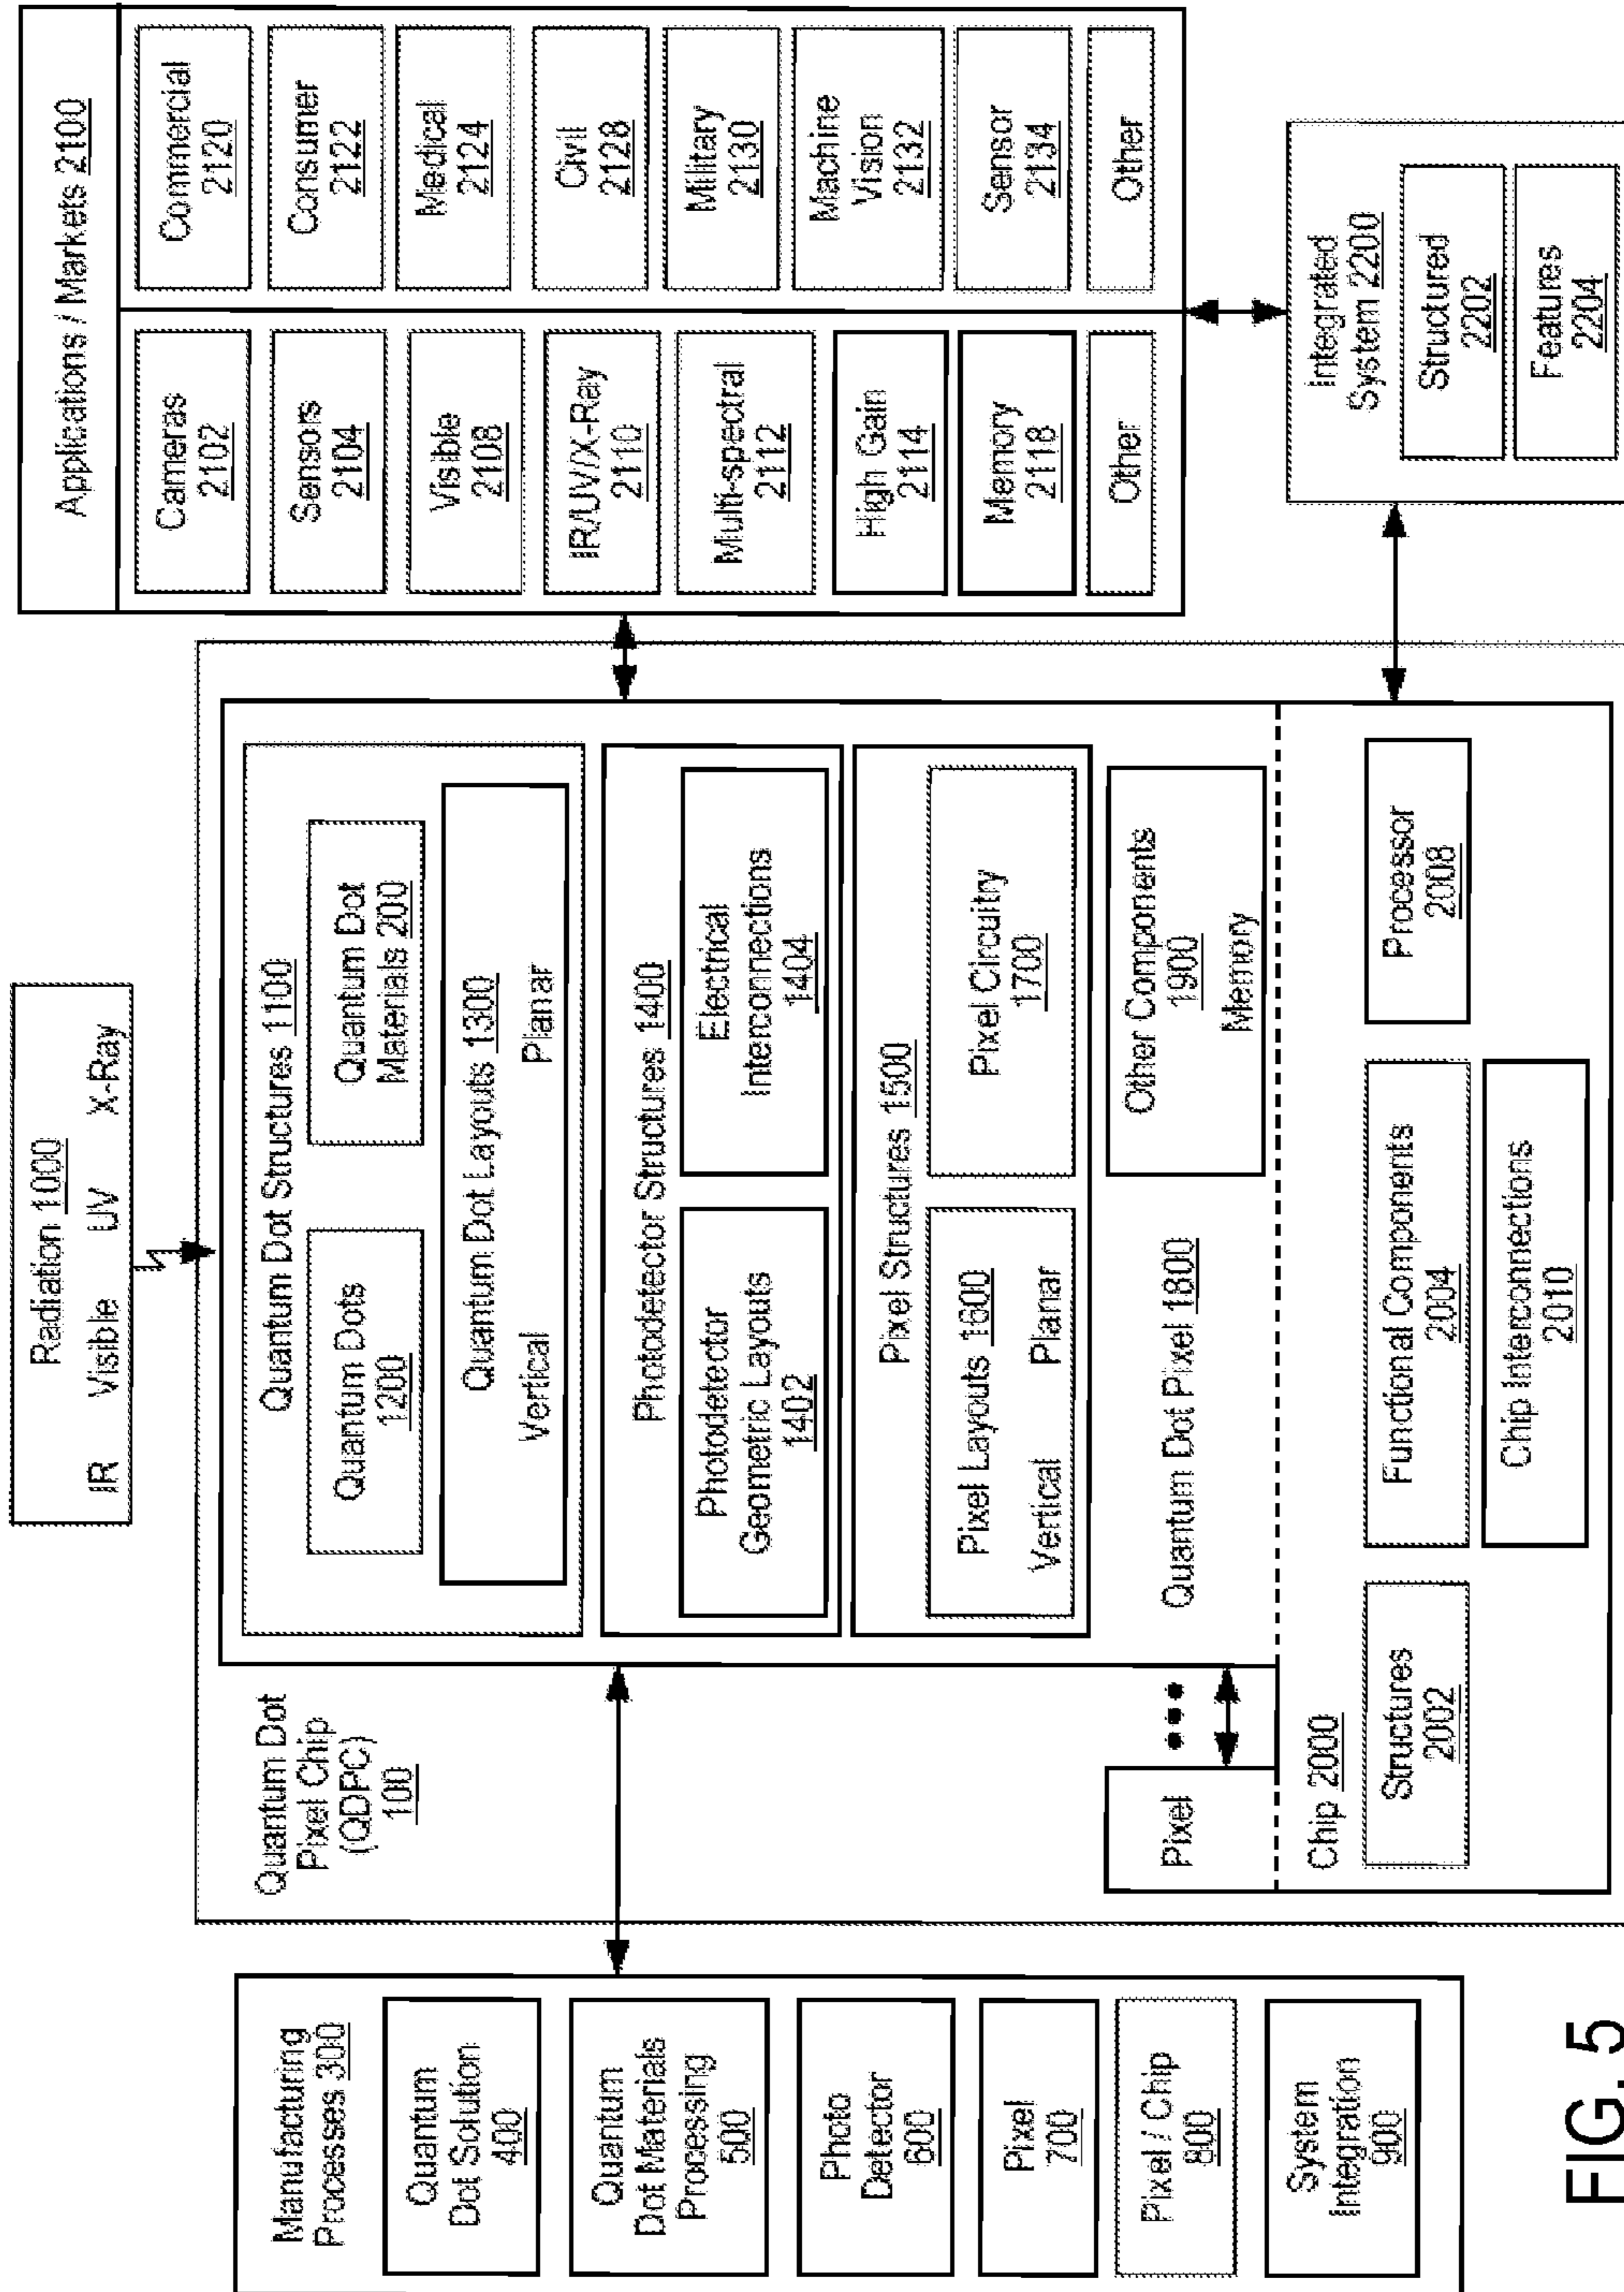 Radiation 1000
IR Visible UV X-Ray
Manufacturing
Processes 300
Quantum
Dot Solution
400
Quantum
Dot Materials
Processing
500
Photo
Detector
600
Pixel
700
Pixel / Chip
800
System
Integration
900
Quantum Dot
Pixel Chip
(QDPC)
100
Quantum Dot Structures 1100
Quantum Dots
1200
Quantum Dot
Materials 200
Quantum Dot Layouts 1300
Vertical Planar
Photodetector Structures 1400
Photodetector
Geometric Layouts
1402
Electrical
Interconnections
1404
Pixel Structures 1500
Pixel Layouts 1600
Vertical Planar
Pixel Circuitry
1700
Pixel
Quantum Dot Pixel 1800
Other Components
1900
Memory
Chip 2000
Structures
2002
Functional Components
2004
Processor
2008
Chip Interconnections
2010
Applications / Markets 2100
Cameras
2102
Sensors
2104
Visible
2108
IR/UV/X-Ray
2110
Multi-spectral
2112
High Gain
2114
Memory
2118
Other
Commercial
2120
Consumer
2122
Medical
2124
Civil
2128
Military
2130
Machine
Vision
2132
Sensor
2134
Other
Integrated
System 2200
Structured
2202
Features
2204
FIG. 5